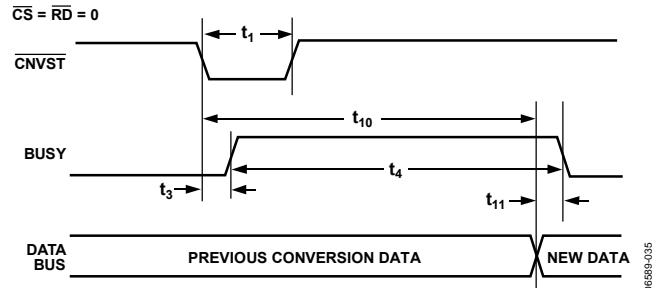 CS = RD = 0
t1
CNVST
t10
BUSY
t4
t3
t11
DATA
BUS
PREVIOUS CONVERSION DATA
NEW DATA
06589-035